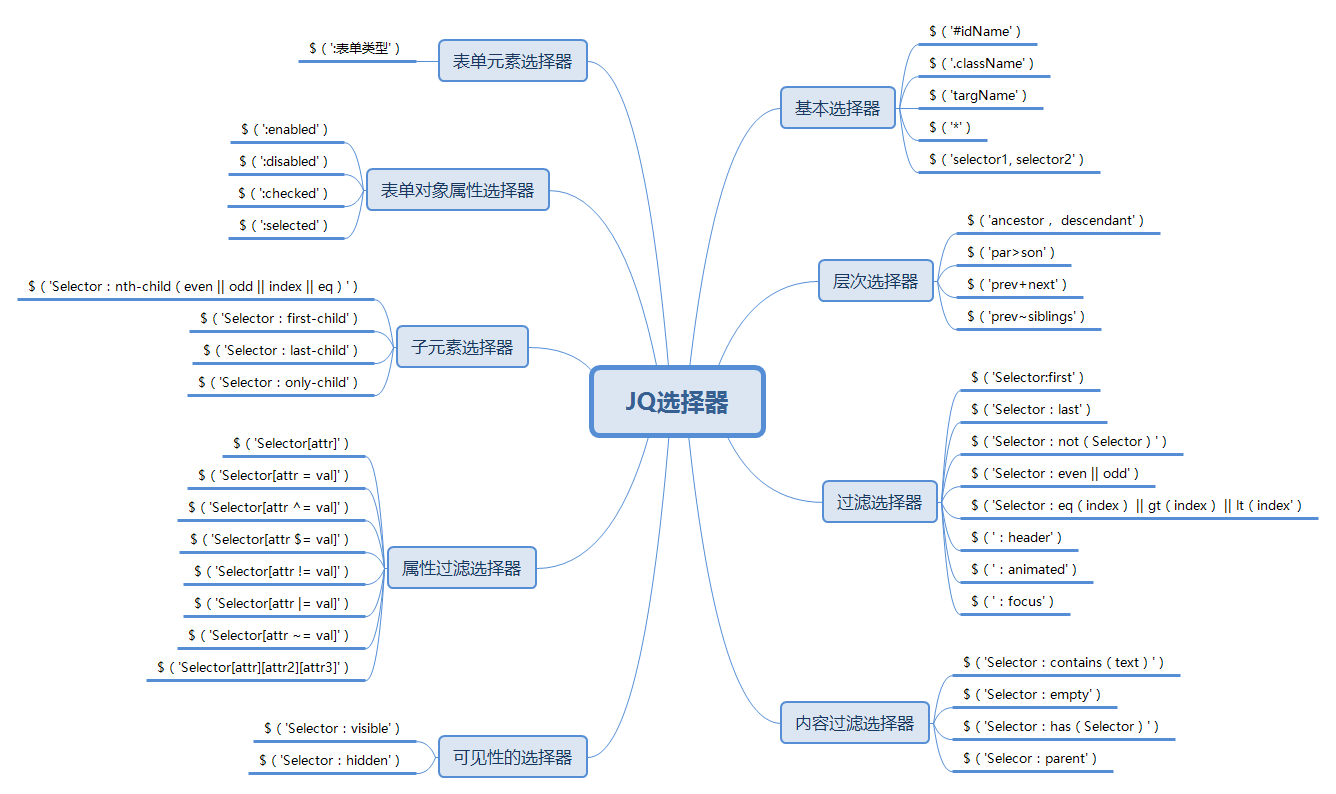 JQ选择器
基本选择器
$（'#IdName'）
$（'.className'）
$（'targName'）
$（'*'）
$（'selector1, selector2'）
层次选择器
$（'ancestor， descendant'）
$（'par>son'）
$（'prev+next'）
$（'prev~siblings'）
过滤选择器
$（'Selector:first'）
$（'Selector：last'）
$（'Selector：not（Selector）'）
$（'Selector：even || odd'）
$（'Selector：eq（index） || gt（index） || lt（index'）
$（'：header'）
$（'：animated'）
$（'：focus'）
内容过滤选择器
$（'Selector：contains（text）'）
$（'Selector：empty'）
$（'Selector：has（Selector）'）
$（'Selecor：parent'）
表单元素选择器
$（':表单类型'）
表单对象属性选择器
$（':enabled'）
$（':disabled'）
$（':checked'）
$（':selected'）
子元素选择器
$（'Selector：nth-child（even || odd || index || eq）'）
$（'Selector：first-child'）
$（'Selector：last-child'）
$（'Selector：only-child'）
属性过滤选择器
$（'Selector[attr]'）
$（'Selector[attr = val]'）
$（'Selector[attr ^= val]'）
$（'Selector[attr $= val]'）
$（'Selector[attr != val]'）
$（'Selector[attr |= val]'）
$（'Selector[attr ~= val]'）
$（'Selector[attr][attr2][attr3]'）
可见性的选择器
$（'Selector：visible'）
$（'Selector：hidden'）